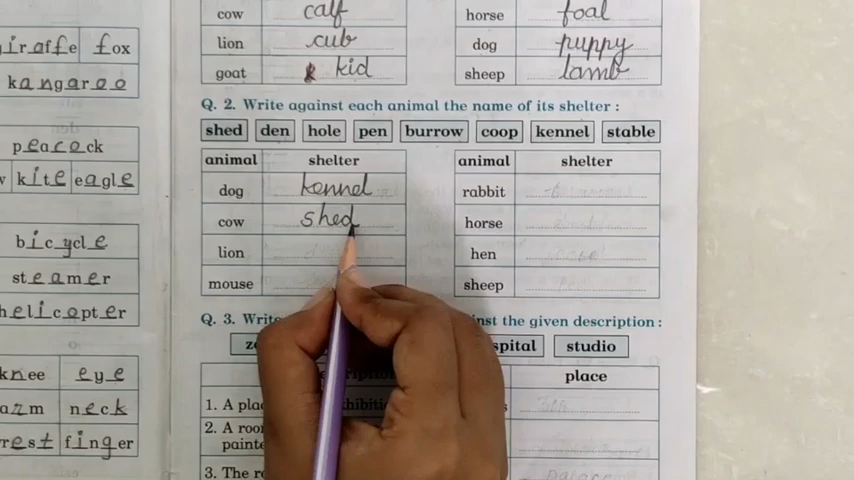 giraffe fox
kangaroo
peacock
kite eagle
bicycle
steamer
helicopter
knee eye
arm neck
rest finger
cow calf horse foal
lion cub dog puppy
goat kid sheep lamb
Q. 2. Write against each animal the name of its shelter :
shed den hole pen burrow coop kennel stable
animal shelter animal shelter
dog kennel rabbit
cow shed horse
lion hen
mouse sheep
Q. 3. Write inst the given description :
spital studio
place
1. A pla hibiti s
2. A roo
painte
3. The r